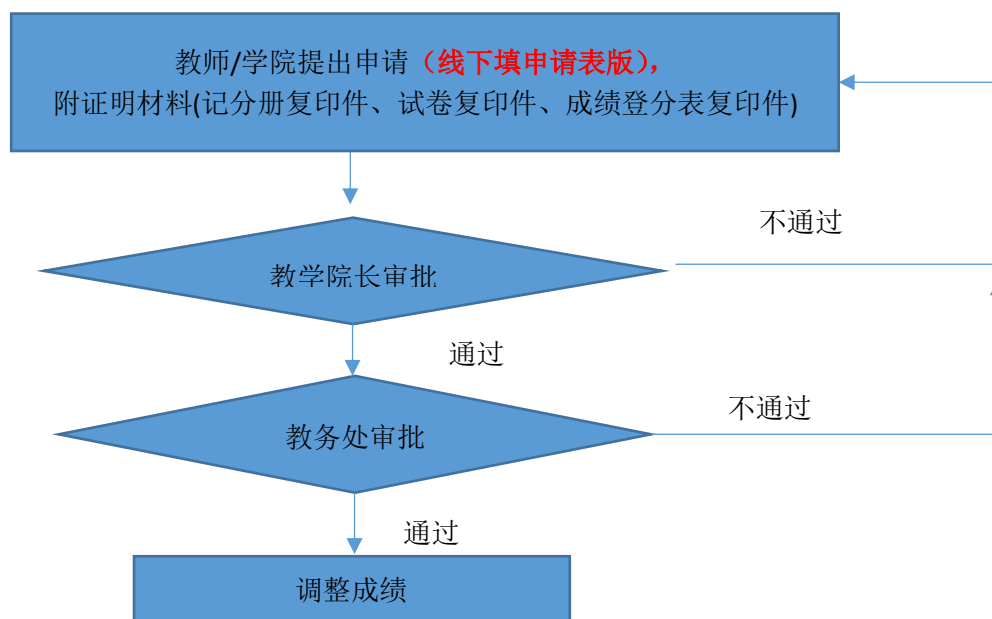 教师/学院提出申请（线下填申请表版），
附证明材料(记分册复印件、试卷复印件、成绩登分表复印件)
不通过
教学院长审批
通过
不通过
教务处审批
通过
调整成绩